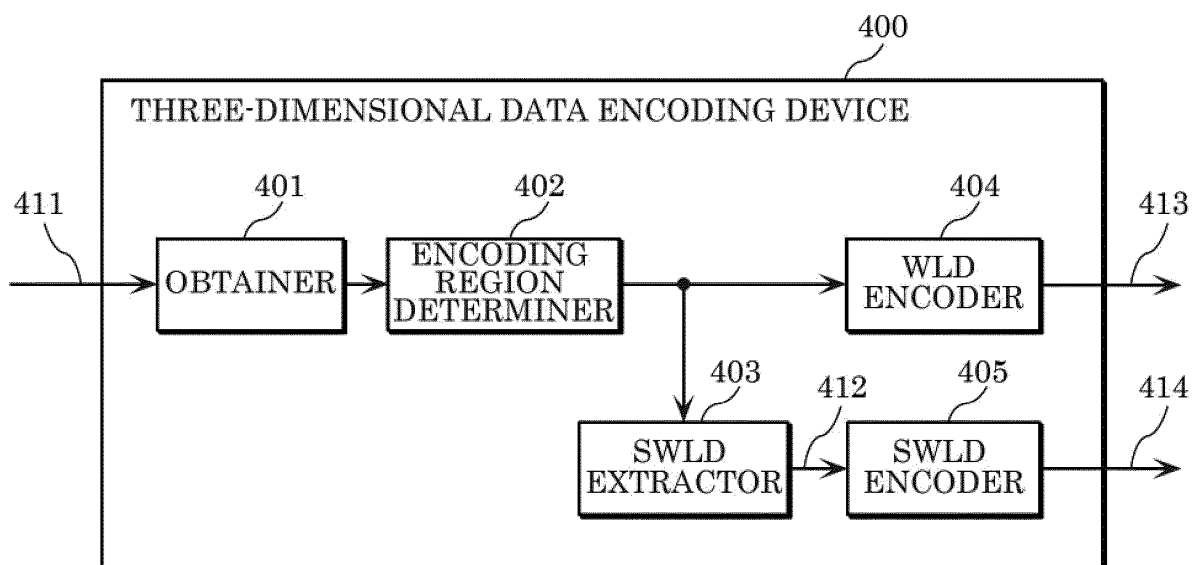 400
THREE-DIMENSIONAL DATA ENCODING DEVICE
411
401
402
404
413
OBTAINER
ENCODING
REGION
DETERMINER
WLD
ENCODER
403
412
405
414
SWLD
EXTRACTOR
SWLD
ENCODER